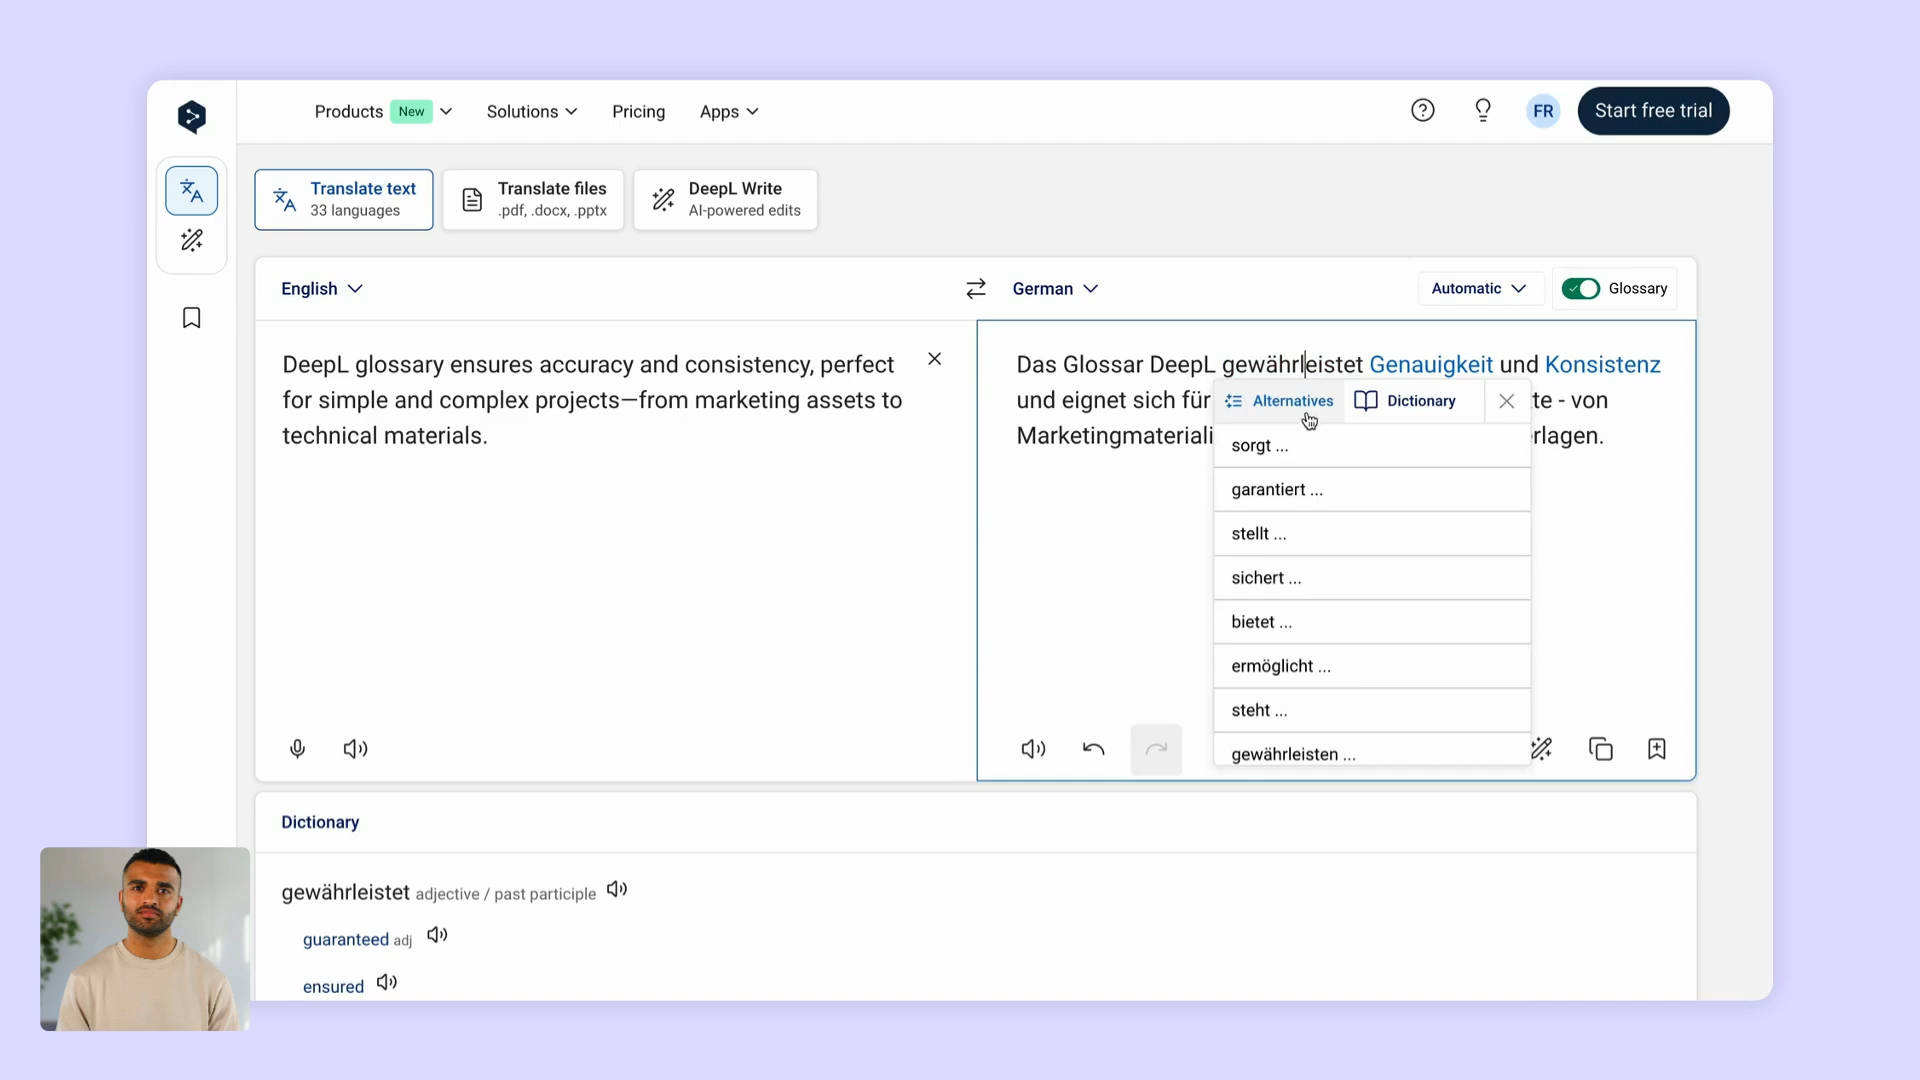 Products New
Solutions
Pricing
Apps
FR
Start free trial
Translate text
33 languages
Translate files
.pdf, .docx, .pptx
DeepL Write
AI-powered edits
English
German
Automatic
Glossary
DeepL glossary ensures accuracy and consistency, perfect
for simple and complex projects—from marketing assets to
technical materials.
Das Glossar DeepL gewährleistet Genauigkeit und Konsistenz
und eignet sich für te - von
Marketingmateriali rlagen.
Alternatives
Dictionary
sorgt ...
garantiert ...
stellt ...
sichert ...
bietet ...
ermöglicht ...
steht ...
gewährleisten ...
Dictionary
gewährleistet adjective / past participle
guaranteed adj
ensured